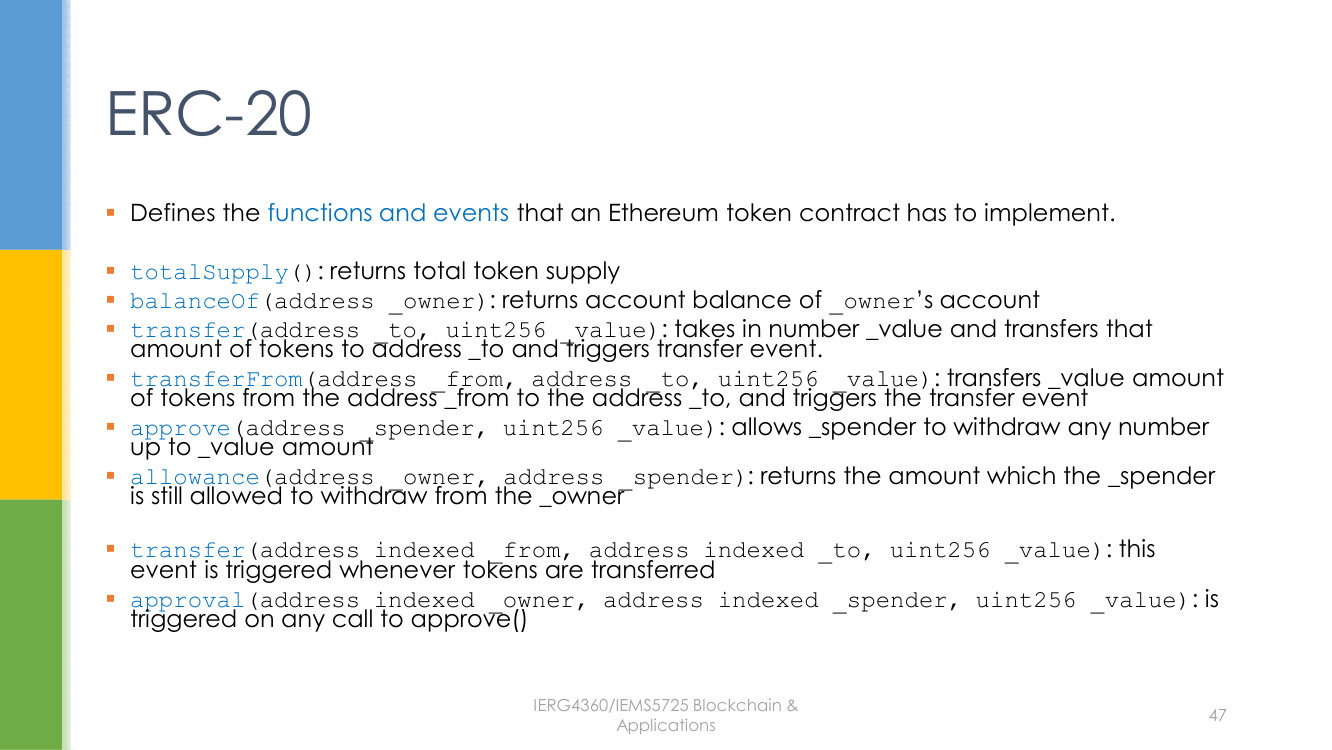 ERC-20
▪ Defines the functions and events that an Ethereum token contract has to implement.
▪ totalSupply(): returns total token supply
▪ balanceOf(address _owner): returns account balance of _owner's account
▪ transfer(address _to, uint256 _value): takes in number _value and transfers that
amount of tokens to address _to and triggers transfer event.
▪ transferFrom(address _from, address _to, uint256 _value): transfers _value amount
of tokens from the address _from to the address _to, and triggers the transfer event
▪ approve(address _spender, uint256 _value): allows _spender to withdraw any number
up to _value amount
▪ allowance(address _owner, address _spender): returns the amount which the _spender
is still allowed to withdraw from the _owner
▪ transfer(address indexed _from, address indexed _to, uint256 _value): this
event is triggered whenever tokens are transferred
▪ approval(address indexed _owner, address indexed _spender, uint256 _value): is
triggered on any call to approve()
IERG4360/IEMS5725 Blockchain &
Applications
47